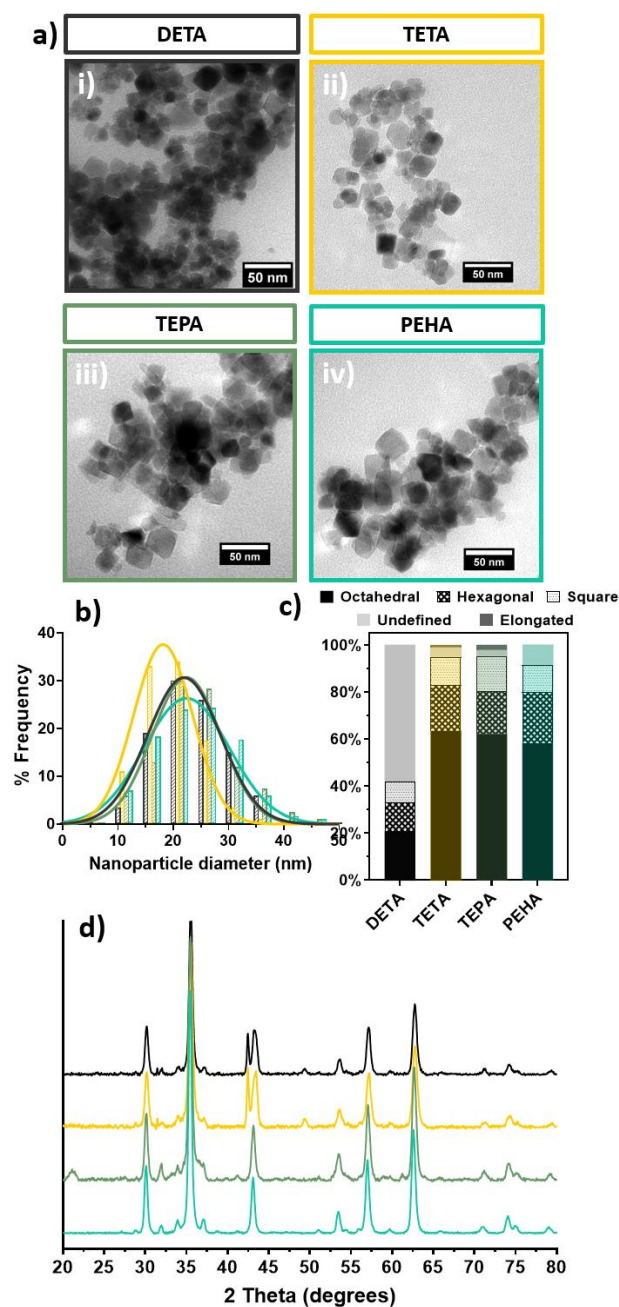 a)
DETA
TETA
i)
ii)
50 nm
50 nm
TEPA
PEHA
iii)
iv)
50 nm
50 nm
b)
c)
Octahedral
Hexagonal
Square
Undefined
Elongated
40
30
20
10
0
% Frequency
0
10
20
30
40
50
Nanoparticle diameter (nm)
100%
80%
60%
40%
20%
0%
DETA
TETA
TEPA
PEHA
d)
20
25
30
35
40
45
50
55
60
65
70
75
80
2 Theta (degrees)